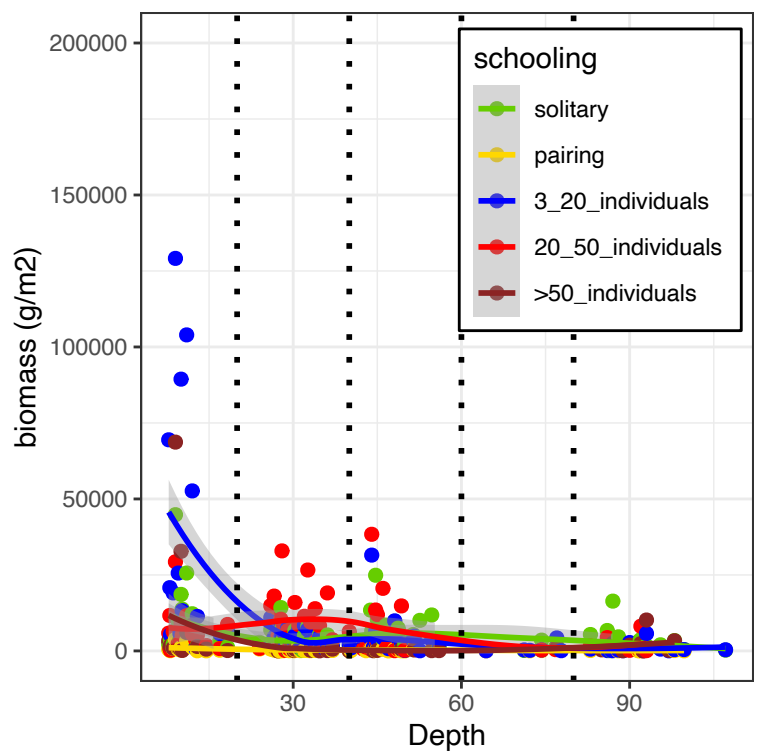 200000
150000
100000
50000
0
biomass (g/m2)
30
60
90
Depth
schooling
solitary
pairing
3_20_individuals
20_50_individuals
>50_individuals